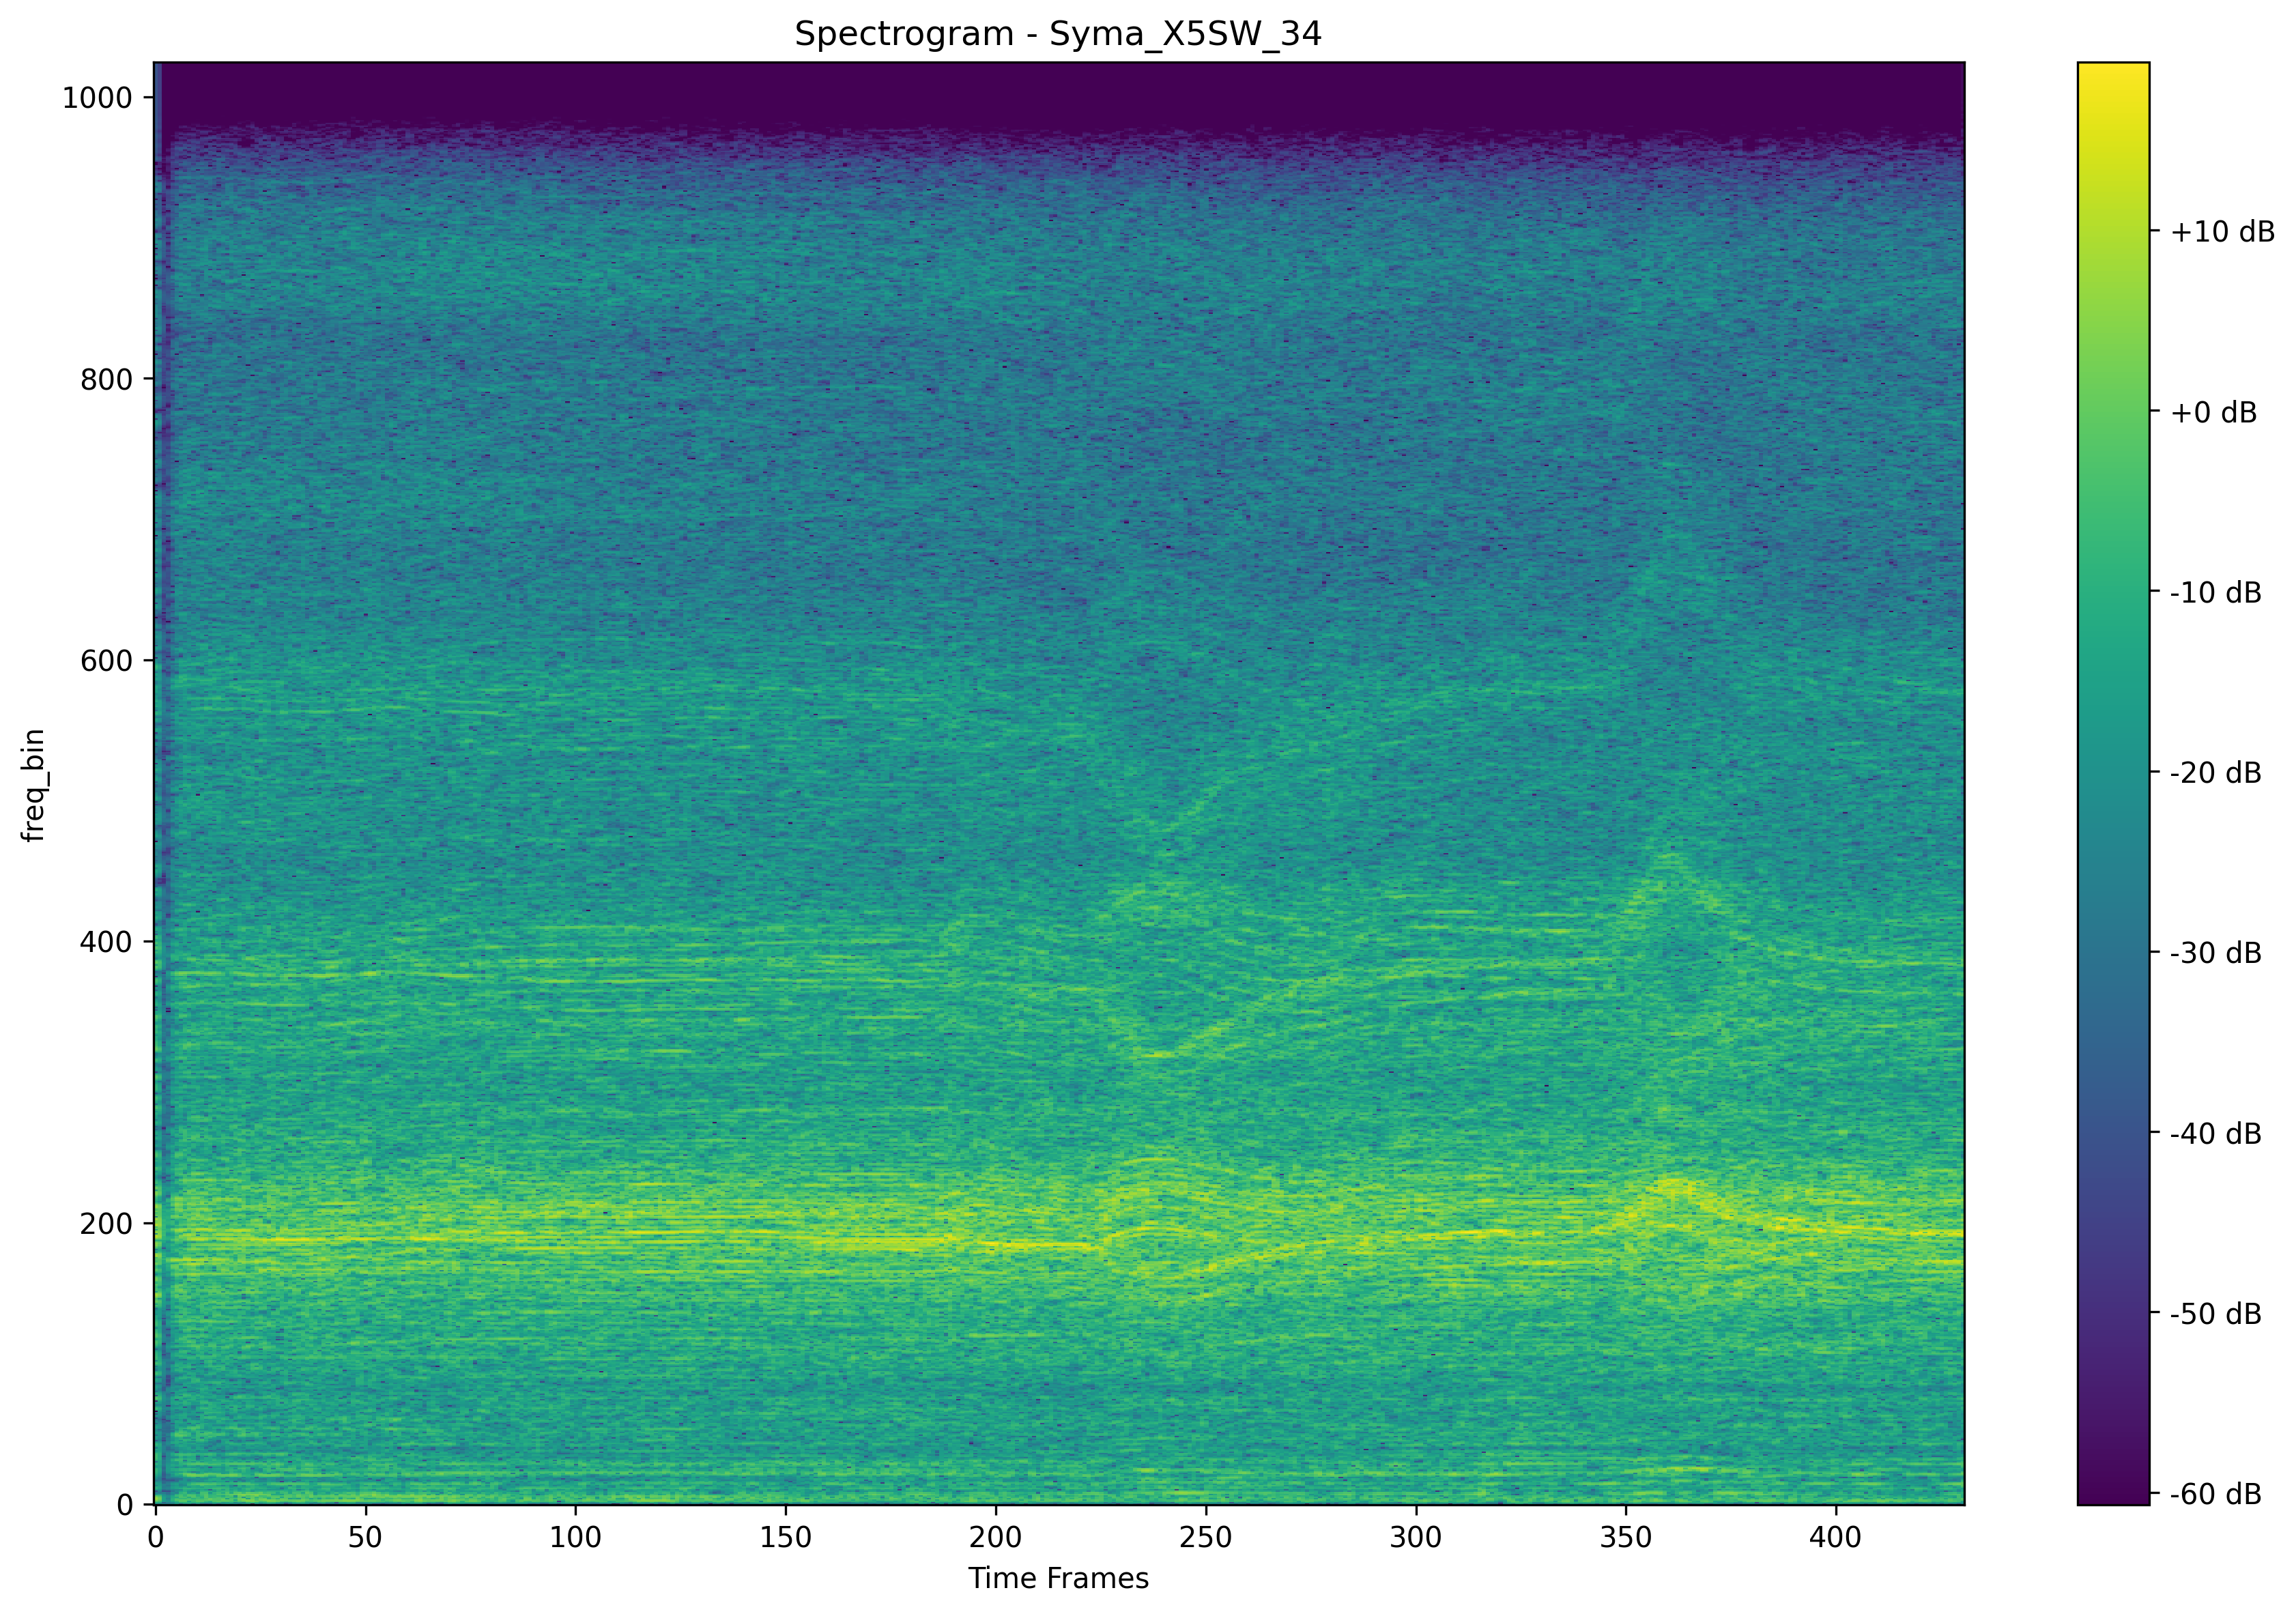 Spectrogram - Syma_X5SW_34
1000
800
600
400
200
0
freq_bin
0 50 100 150 200 250 300 350 400
Time Frames
+10 dB
+0 dB
-10 dB
-20 dB
-30 dB
-40 dB
-50 dB
-60 dB